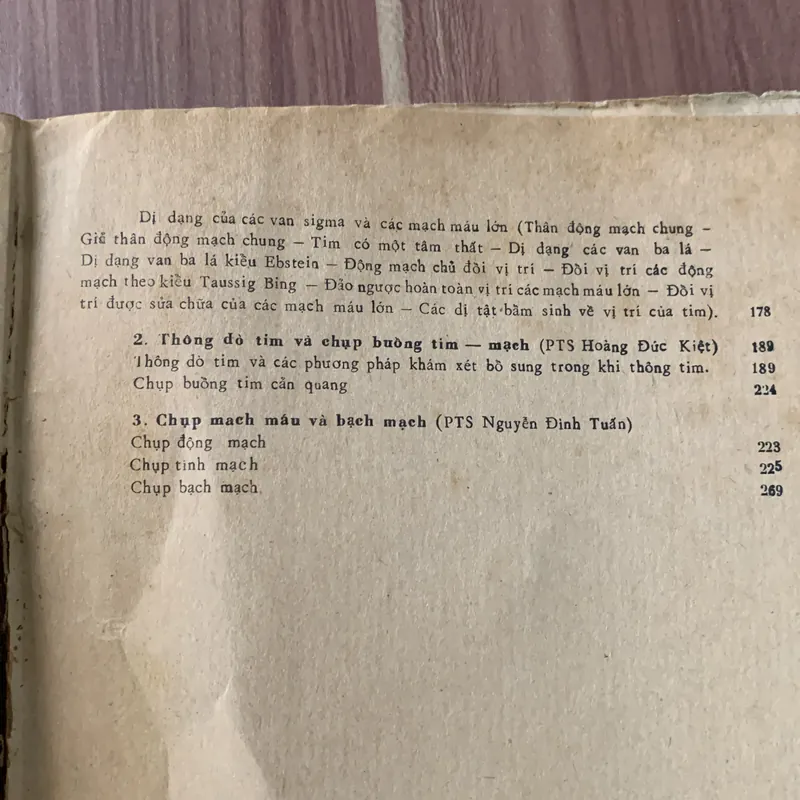 Dị dạng của các van sigma và các mạch máu lớn (Thân động mạch chung –
Giả thân động mạch chung – Tim có một tâm thất – Dị dạng các van ba lá –
Dị dạng van ba lá kiểu Ebstein – Động mạch chủ đổi vị trí – Đổi vị trí các động
mạch theo kiểu Taussig Bing – Đảo ngược hoàn toàn vị trí các mạch máu lớn – Đổi vị
trí được sửa chữa của các mạch máu lớn – Các dị tật bẩm sinh về vị trí của tim). 178
2. Thông dò tim và chụp buồng tim — mạch (PTS Hoàng Đức Kiệt) 189
Thông dò tim và các phương pháp khám xét bổ sung trong khi thông tim. 189
Chụp buồng tim cản quang 224
3. Chụp mach máu và bạch mạch (PTS Nguyễn Đình Tuấn)
Chụp động mạch 223
Chụp tĩnh mạch 225
Chụp bạch mạch 269